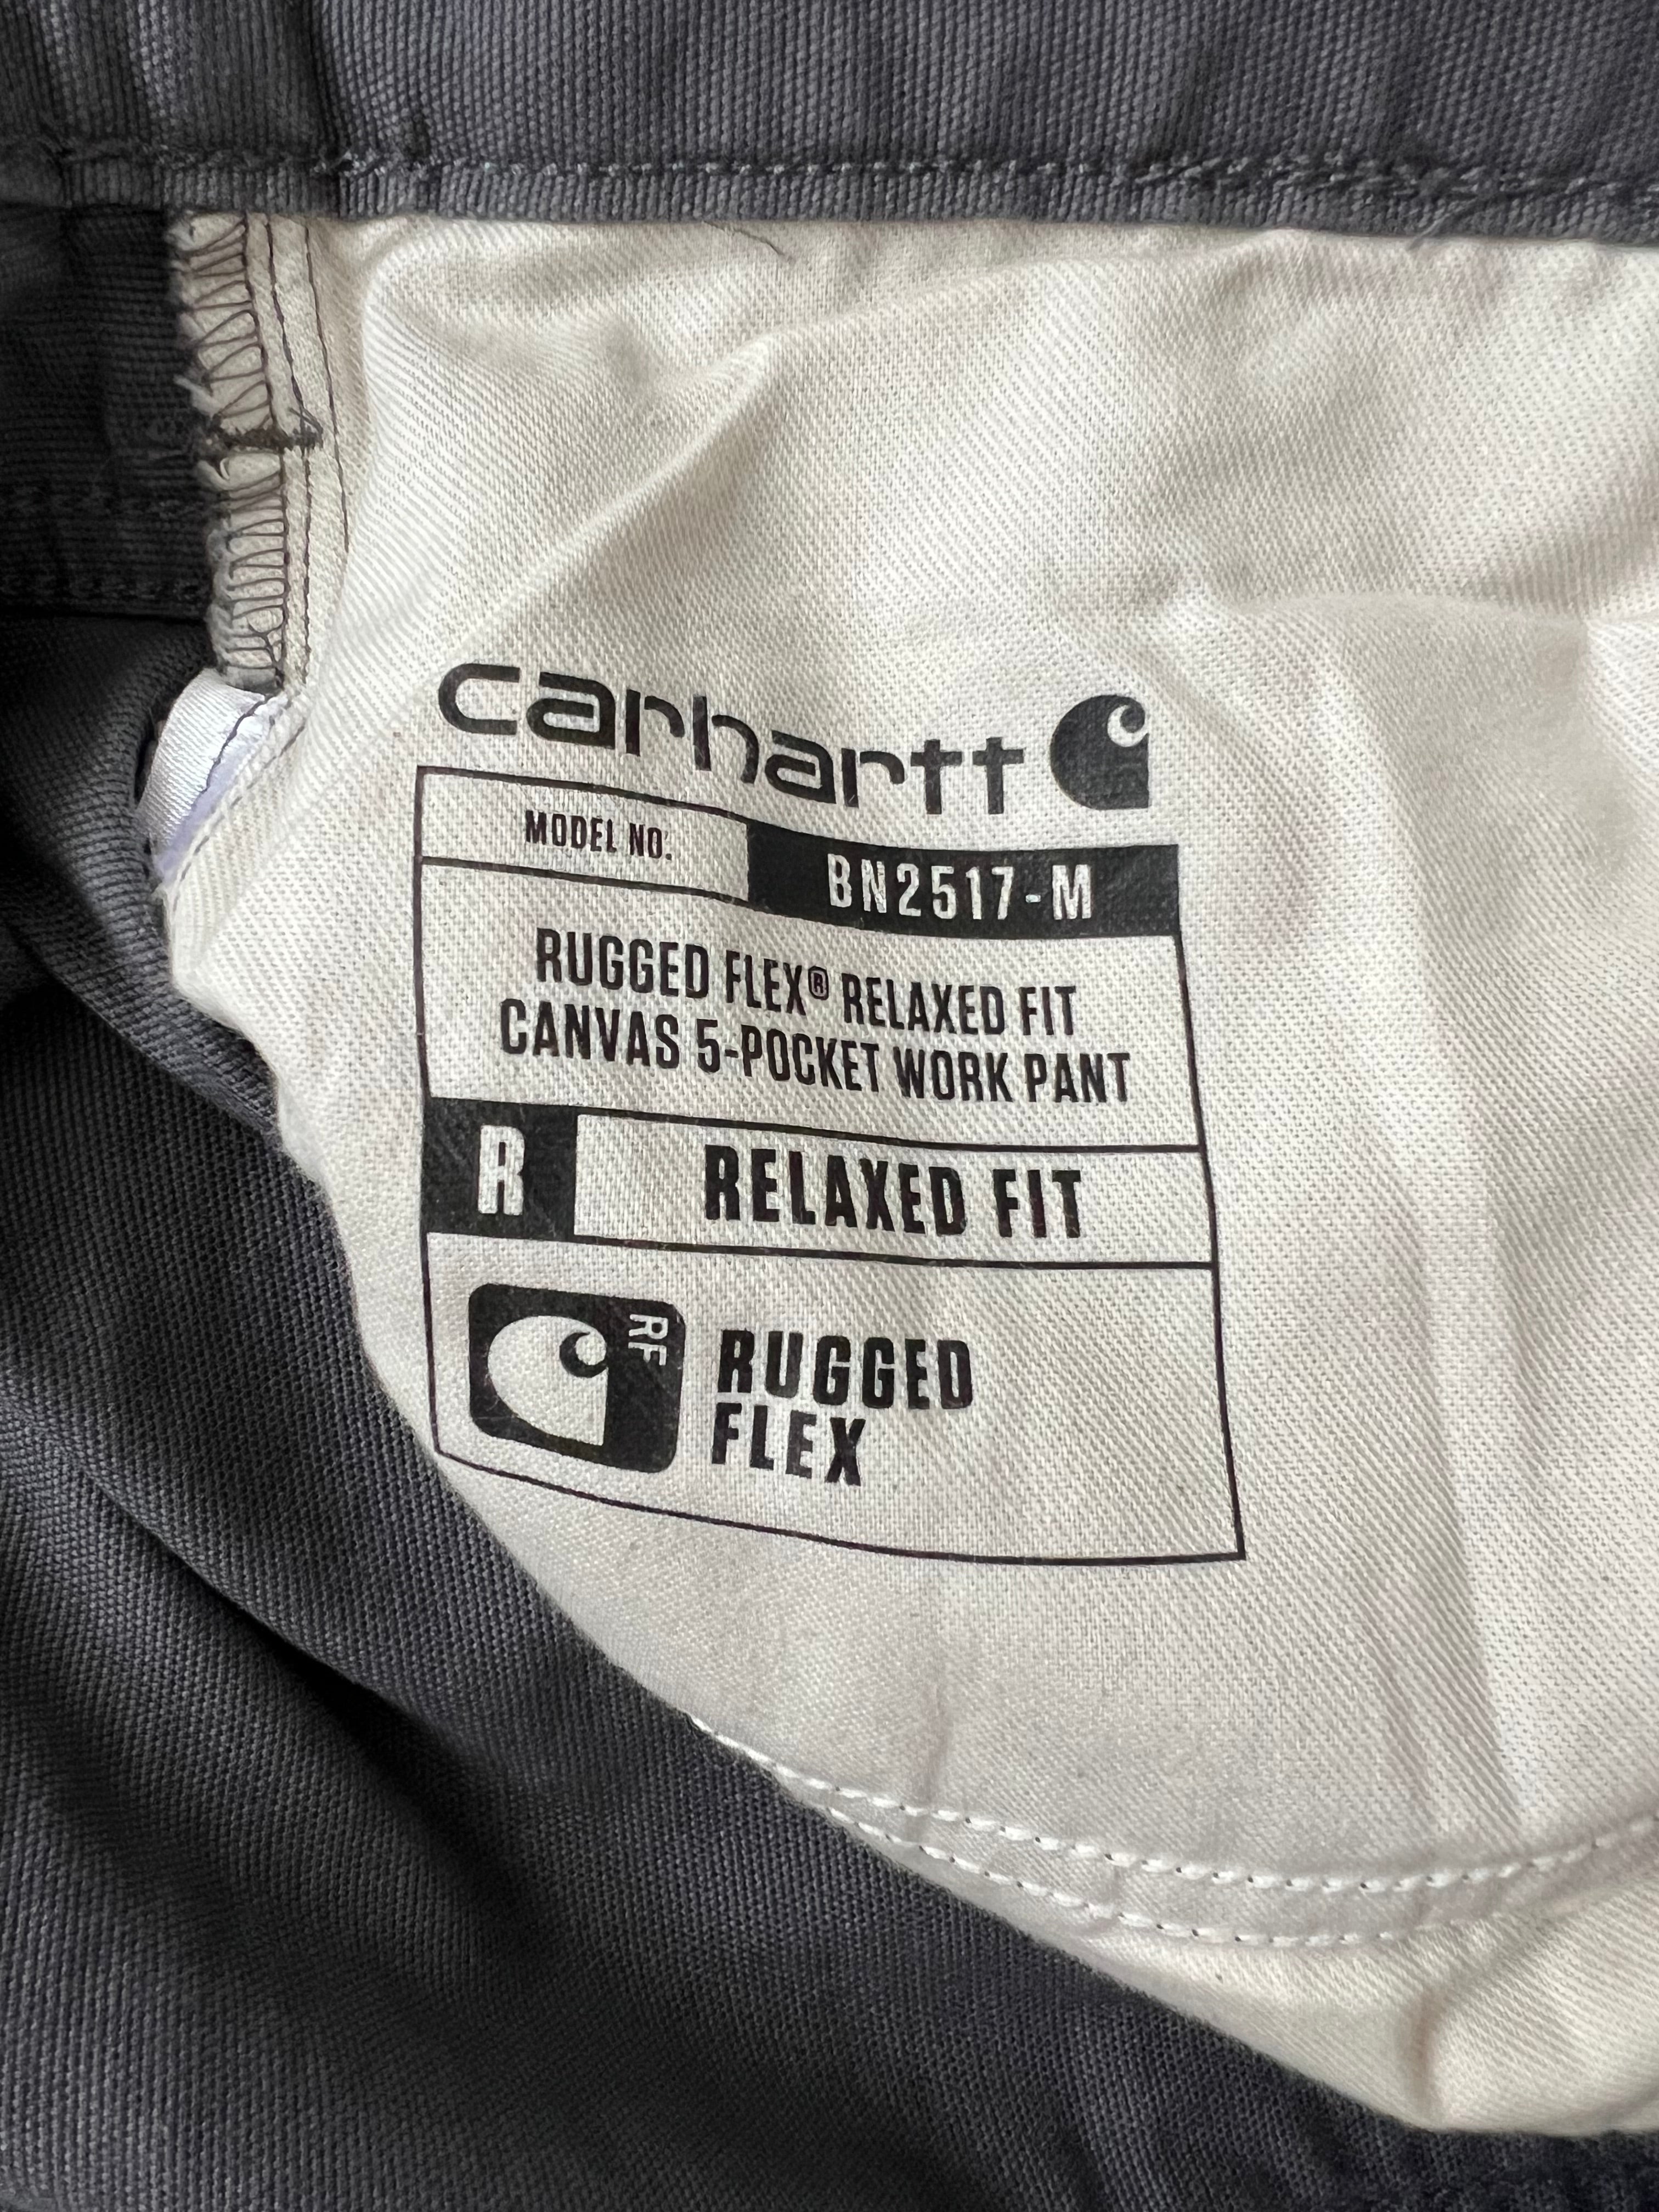 carhartt
MODEL NO. BN2517-M
RUGGED FLEX® RELAXED FIT
CANVAS 5-POCKET WORK PANT
R RELAXED FIT
RF
RUGGED
FLEX